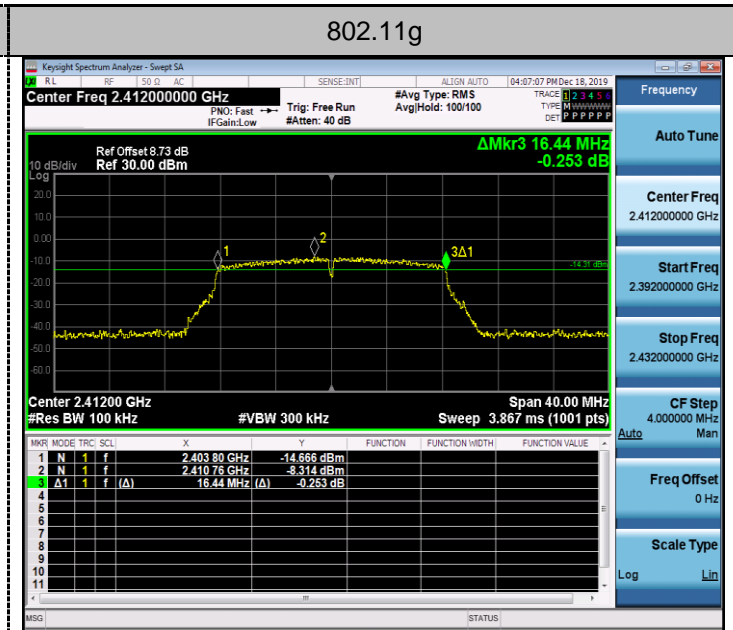 802.11g
Keysight Spectrum Analyzer - Swept SA
LXI RL RF 50 Ω AC SENSE:INT ALIGN AUTO 04:07:07 PM Dec 18, 2019
Center Freq 2.412000000 GHz
PNO: Fast
IFGain:Low
Trig: Free Run
#Atten: 40 dB
#Avg Type: RMS
Avg|Hold: 100/100
TRACE 1 2 3 4 5 6
TYPE M W W W W W
DET P P P P P P
Ref Offset 8.73 dB
10 dB/div Ref 30.00 dBm
Log
ΔMkr3 16.44 MHz
-0.253 dB
20.0
10.0
0.00
-10.0
-20.0
-30.0
-40.0
-50.0
-60.0
1
2
3Δ1
-14.31 dBm
Center 2.41200 GHz Span 40.00 MHz
#Res BW 100 kHz #VBW 300 kHz Sweep 3.867 ms (1001 pts)
MKR MODE TRC SCL X Y FUNCTION FUNCTION WIDTH FUNCTION VALUE
1 N 1 f 2.403 80 GHz -14.666 dBm
2 N 1 f 2.410 76 GHz -8.314 dBm
3 Δ1 1 f (Δ) 16.44 MHz (Δ) -0.253 dB
4
5
6
7
8
9
10
11
MSG STATUS
Frequency
Auto Tune
Center Freq
2.412000000 GHz
Start Freq
2.392000000 GHz
Stop Freq
2.432000000 GHz
CF Step
4.000000 MHz
Auto Man
Freq Offset
0 Hz
Scale Type
Log Lin